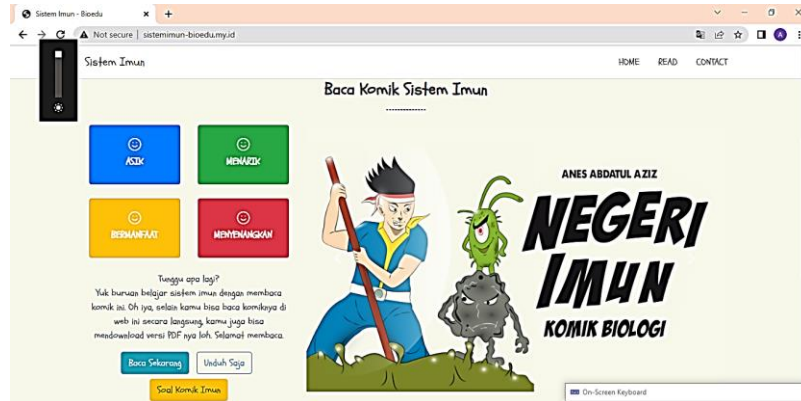 Sistem Imun - Bioedu
Not secure | sistemimun-bioedu.my.id
A
Sistem Imun
HOME READ CONTACT
Baca Komik Sistem Imun
ASIK
MENARIK
BERMANFAAT
MENYENANGKAN
Tunggu apa lagi?
Yuk buruan belajar sistem imun dengan membaca
komik ini. Oh iya, selain kamu bisa baca komiknya di
web ini secara langsung, kamu juga bisa
mendownload versi PDF nya loh. Selamat membaca.
Baca Sekarang
Unduh Saja
Soal Komik Imun
ANES ABDATUL AZIZ
NEGERI
IMUN
KOMIK BIOLOGI
On-Screen Keyboard